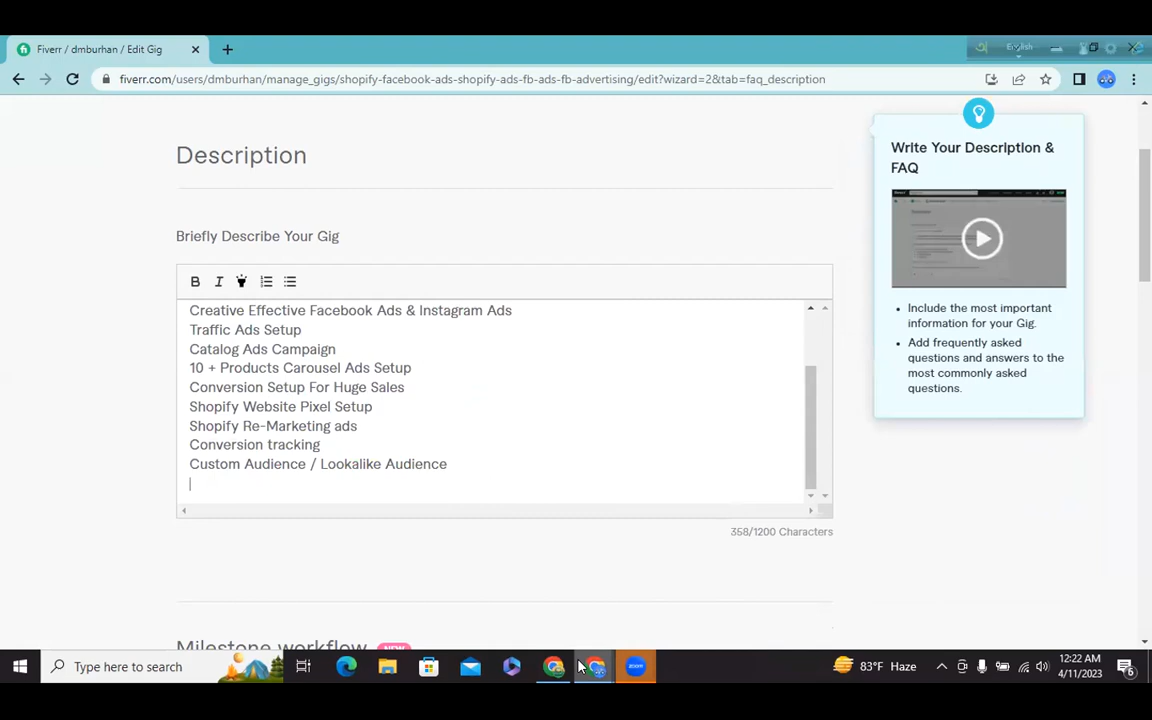 Fiverr / dmburhan / Edit Gig
English
fiverr.com/users/dmburhan/manage_gigs/shopify-facebook-ads-shopify-ads-fb-ads-fb-advertising/edit?wizard=2&tab=faq_description
Description
Briefly Describe Your Gig
B I
Creative Effective Facebook Ads & Instagram Ads
Traffic Ads Setup
Catalog Ads Campaign
10 + Products Carousel Ads Setup
Conversion Setup For Huge Sales
Shopify Website Pixel Setup
Shopify Re-Marketing ads
Conversion tracking
Custom Audience / Lookalike Audience
358/1200 Characters
Milestone workflow NEW
Write Your Description &
FAQ
Include the most important
information for your Gig.
Add frequently asked
questions and answers to the
most commonly asked
questions.
Type here to search
zoom
83°F Haze
12:22 AM
4/11/2023
6